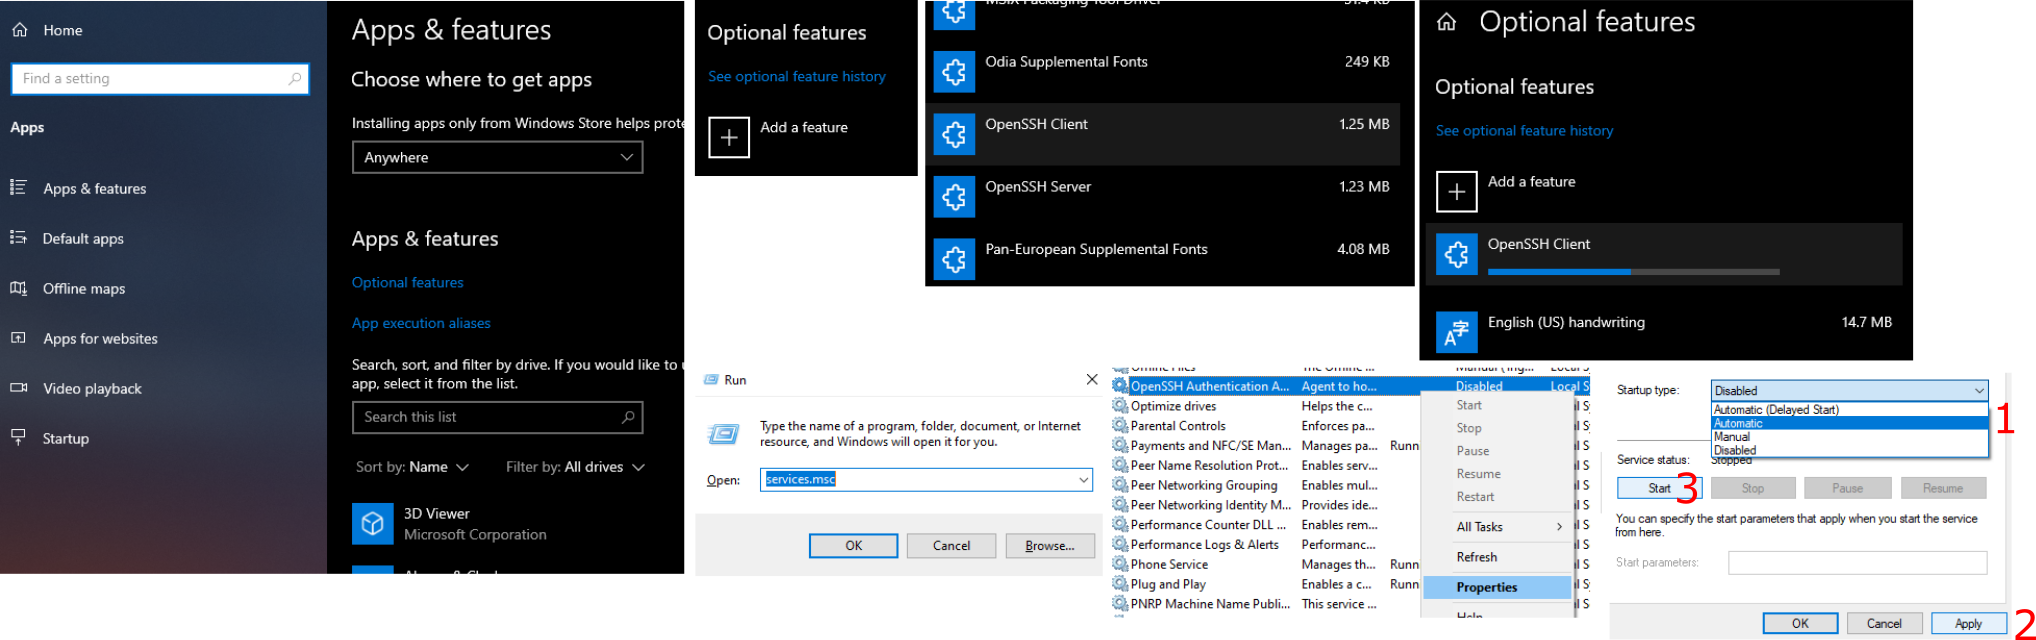 Home
Find a setting
Apps
Apps & features
Default apps
Offline maps
Apps for websites
Video playback
Startup
Apps & features
Choose where to get apps
Installing apps only from Windows Store helps prote
Anywhere
Apps & features
Optional features
App execution aliases
Search, sort, and filter by drive. If you would like to
app, select it from the list.
Search this list
Sort by: Name Filter by: All drives
3D Viewer
Microsoft Corporation
Optional features
See optional feature history
Add a feature
MSIX Packaging Tool Driver
Odia Supplemental Fonts 249 KB
OpenSSH Client 1.25 MB
OpenSSH Server 1.23 MB
Pan-European Supplemental Fonts 4.08 MB
Optional features
Optional features
See optional feature history
Add a feature
OpenSSH Client
English (US) handwriting 14.7 MB
Run
Type the name of a program, folder, document, or Internet
resource, and Windows will open it for you.
Open: services.msc
OK Cancel Browse...
Offline Files The Offline ...
OpenSSH Authentication A... Agent to ho... Disabled Local S
Optimize drives Helps the c...
Parental Controls Enforces pa...
Payments and NFC/SE Man... Manages pa... Runn
Peer Name Resolution Prot... Enables serv...
Peer Networking Grouping Enables mul...
Peer Networking Identity M... Provides ide...
Performance Counter DLL ... Enables rem...
Performance Logs & Alerts Performanc...
Phone Service Manages th... Runn
Plug and Play Enables a c... Runn
PNRP Machine Name Publi... This service ...
Start
Stop
Pause
Resume
Restart
All Tasks
Refresh
Properties
Help
Startup type: Disabled
Automatic (Delayed Start)
Automatic
Manual
Disabled
1
Service status: Stopped
Start 3 Stop Pause Resume
You can specify the start parameters that apply when you start the service
from here.
Start parameters:
OK Cancel Apply 2